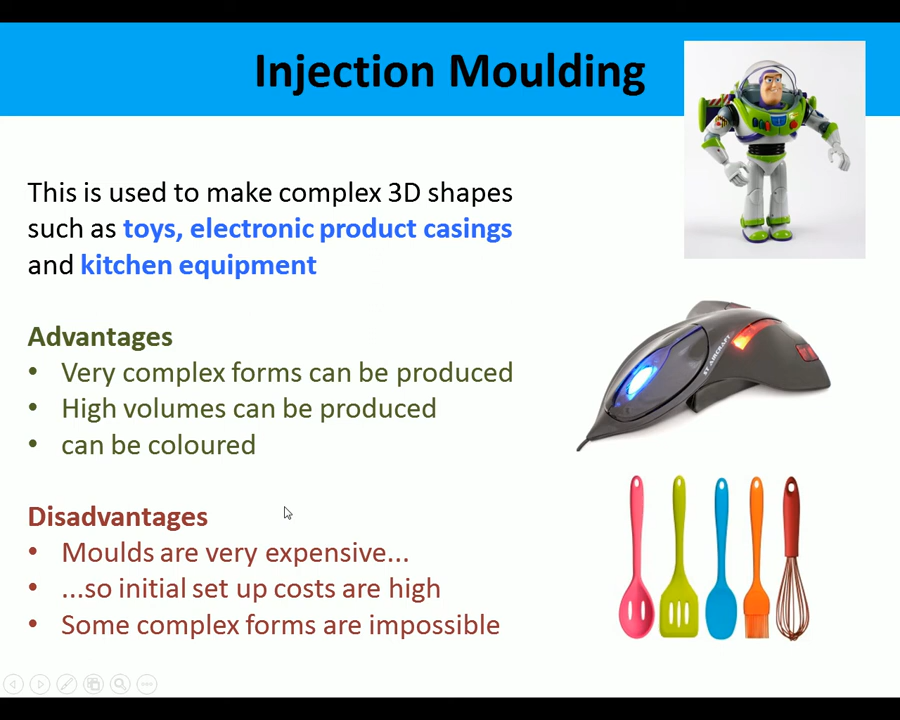 Injection Moulding
This is used to make complex 3D shapes
such as toys, electronic product casings
and kitchen equipment
Advantages
• Very complex forms can be produced
• High volumes can be produced
• can be coloured
Disadvantages
• Moulds are very expensive...
• ...so initial set up costs are high
• Some complex forms are impossible